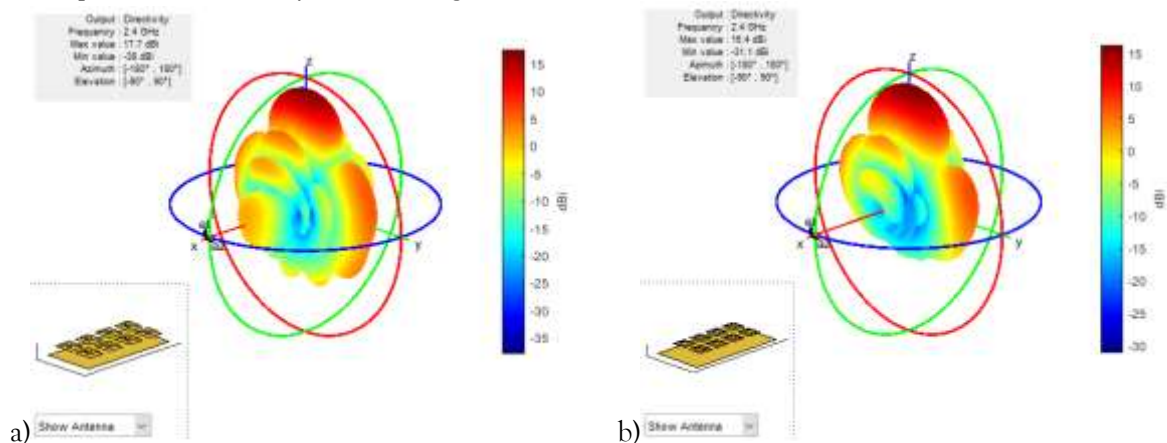 Output : Directivity
Frequency : 2.4 GHz
Max value : 17.7 dBi
Min value : -38 dBi
Azimuth : [-180° , 180°]
Elevation : [-90° , 90°]
z
x
y
15
10
5
0
-5
-10
-15
-20
-25
-30
-35
dBi
Show Antenna
a)
Output : Directivity
Frequency : 2.4 GHz
Max value : 16.4 dBi
Min value : -31.1 dBi
Azimuth : [-180° , 180°]
Elevation : [-90° , 90°]
z
x
y
15
10
5
0
-5
-10
-15
-20
-25
-30
dBi
Show Antenna
b)